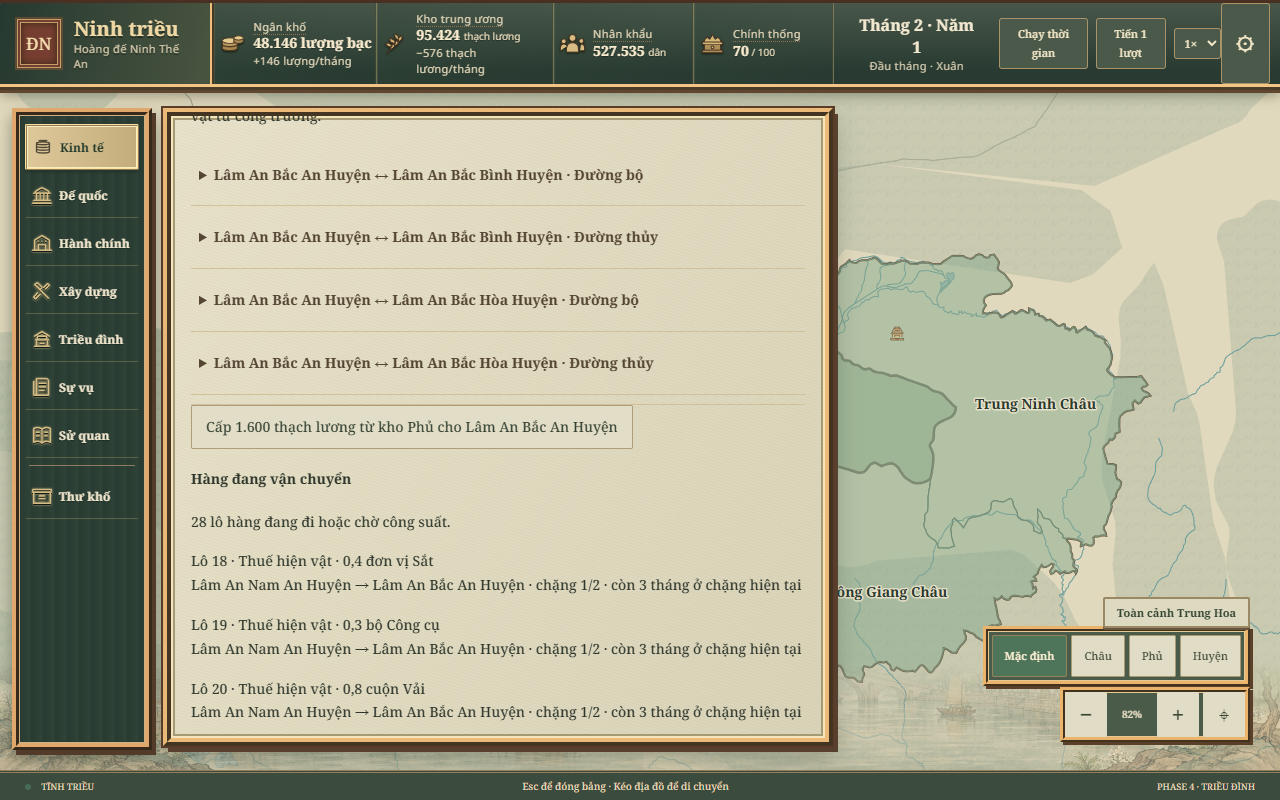 ĐN
Ninh triều
Hoàng đế Ninh Thế An
Ngân khố
48.146 lượng bạc
+146 lượng/tháng
Kho trung ương
95.424 thạch lương
−576 thạch lương/tháng
Nhân khẩu
527.535 dân
Chính thống
70 / 100
Tháng 2 · Năm 1
Đầu tháng · Xuân
Chạy thời gian
Tiến 1 lượt
1×
Kinh tế
Đế quốc
Hành chính
Xây dựng
Triều đình
Sự vụ
Sử quan
Thư khố
vật tư công trường.
▶ Lâm An Bắc An Huyện ↔ Lâm An Bắc Bình Huyện · Đường bộ
▶ Lâm An Bắc An Huyện ↔ Lâm An Bắc Bình Huyện · Đường thủy
▶ Lâm An Bắc An Huyện ↔ Lâm An Bắc Hòa Huyện · Đường bộ
▶ Lâm An Bắc An Huyện ↔ Lâm An Bắc Hòa Huyện · Đường thủy
Cấp 1.600 thạch lương từ kho Phủ cho Lâm An Bắc An Huyện
Hàng đang vận chuyển
28 lô hàng đang đi hoặc chờ công suất.
Lô 18 · Thuế hiện vật · 0,4 đơn vị Sắt
Lâm An Nam An Huyện → Lâm An Bắc An Huyện · chặng 1/2 · còn 3 tháng ở chặng hiện tại
Lô 19 · Thuế hiện vật · 0,3 bộ Công cụ
Lâm An Nam An Huyện → Lâm An Bắc An Huyện · chặng 1/2 · còn 3 tháng ở chặng hiện tại
Lô 20 · Thuế hiện vật · 0,8 cuộn Vải
Lâm An Nam An Huyện → Lâm An Bắc An Huyện · chặng 1/2 · còn 3 tháng ở chặng hiện tại
Trung Ninh Châu
ông Giang Châu
Toàn cảnh Trung Hoa
Mặc định
Châu
Phủ
Huyện
−
82%
+
TĨNH TRIỀU
Esc để đóng bảng · Kéo địa đồ để di chuyển
PHASE 4 · TRIỀU ĐÌNH